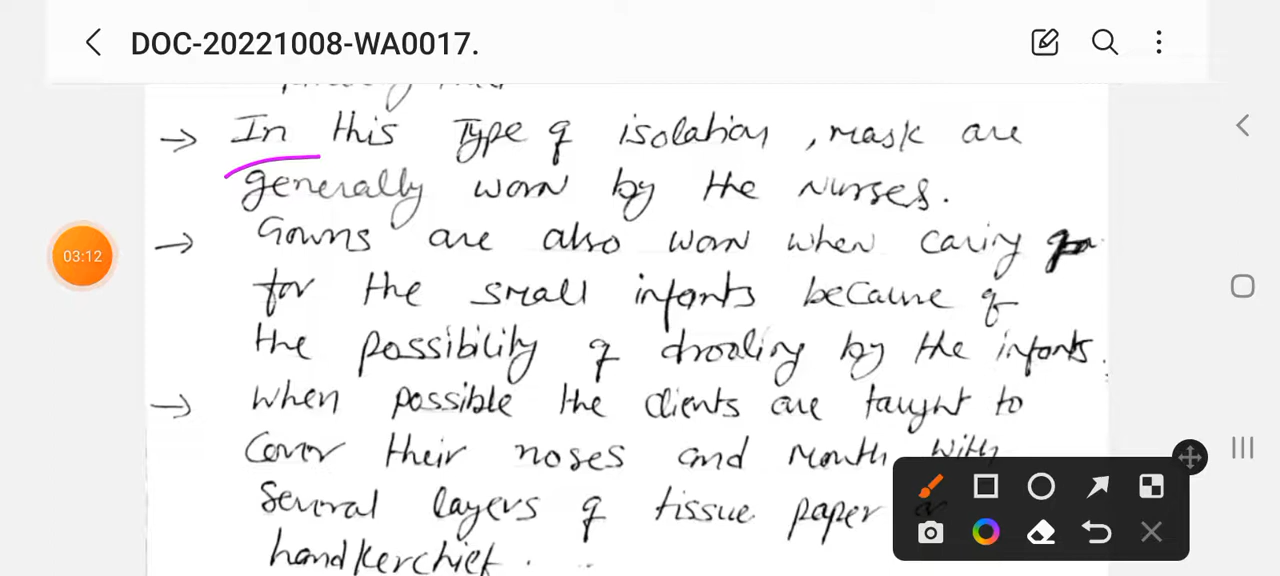 DOC-20221008-WA0017.
→ In this Type of isolation, mask are
generally worn by the Nurses.
03:12
→ Gowns are also worn when caring
for the small infants because of
the possibility of drooling by the infants.
→ When possible the clients are taught to
Cover their noses and Mouth with
Several layers of tissue paper or
handkerchief.